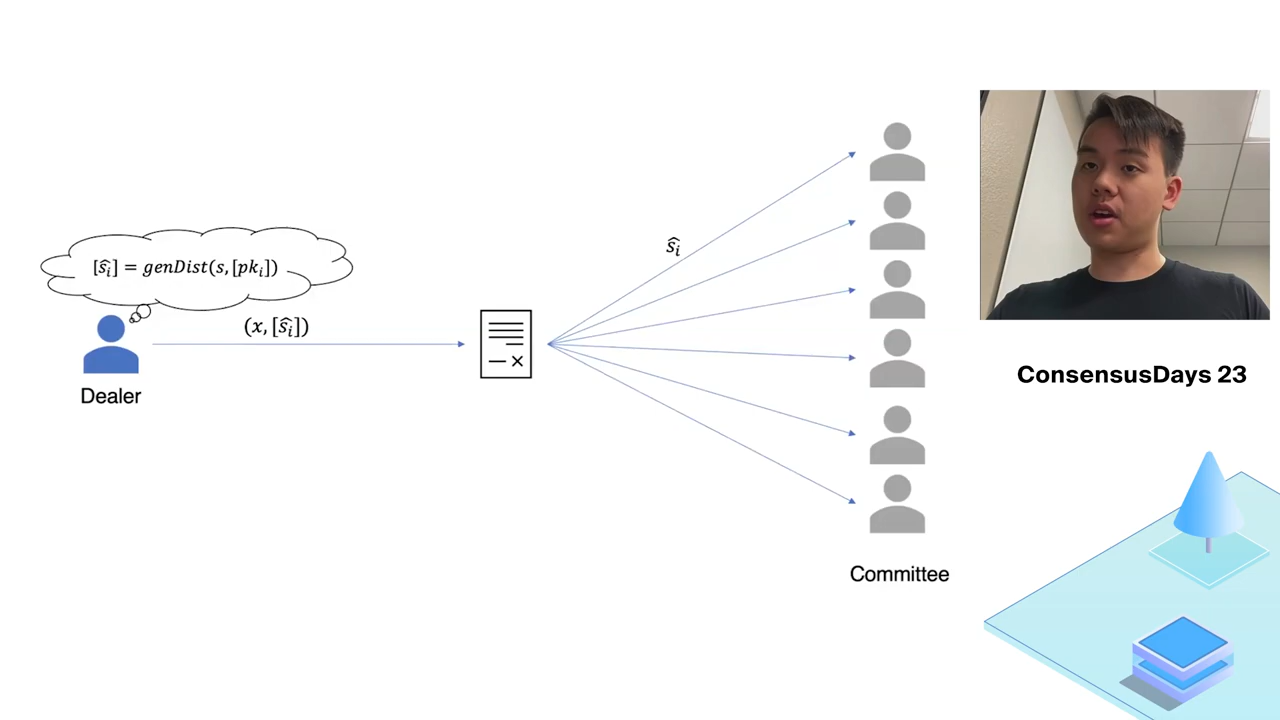 [ŝᵢ] = genDist(s, [pkᵢ])
(x, [ŝᵢ])
Dealer
ŝᵢ
Committee
ConsensusDays 23